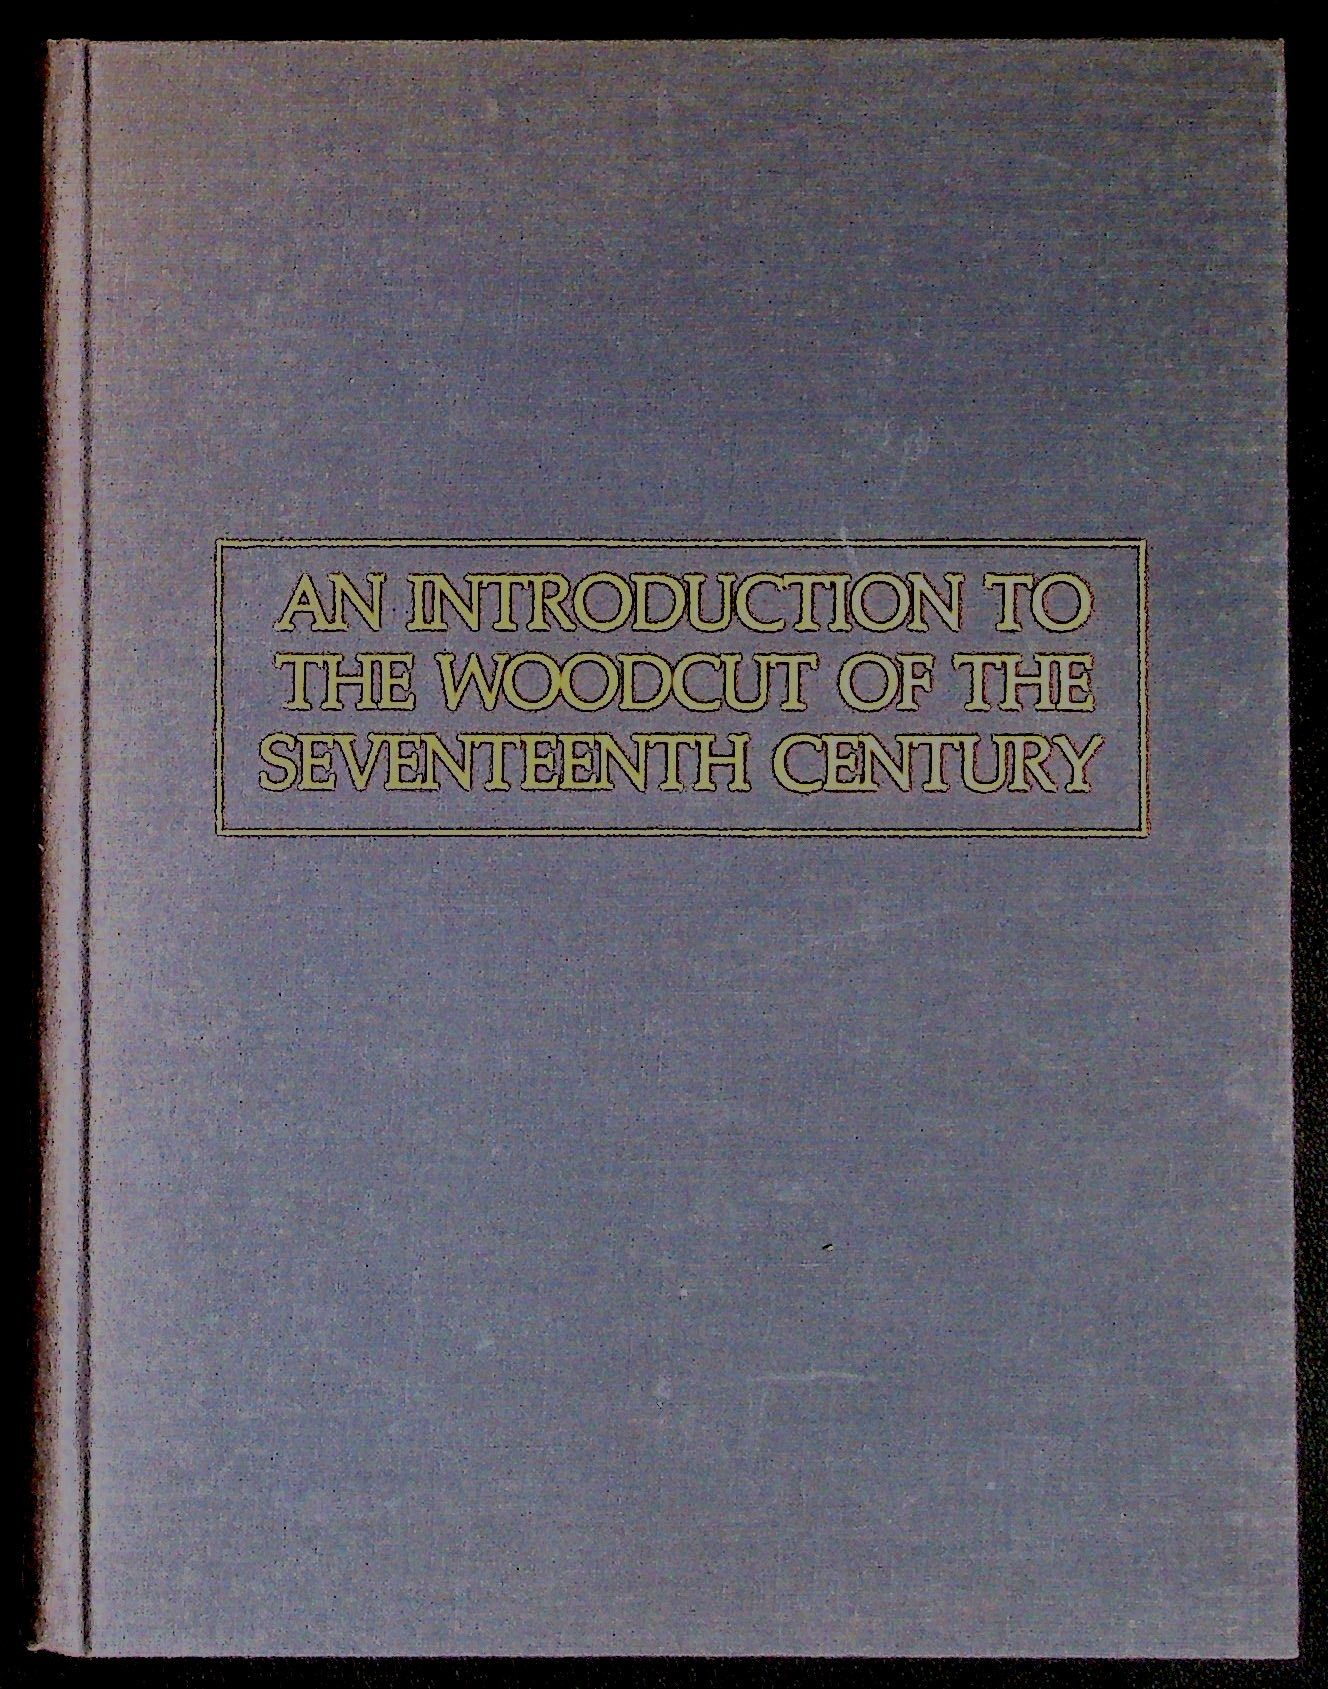 AN INTRODUCTION TO
THE WOODCUT OF THE
SEVENTEENTH CENTURY